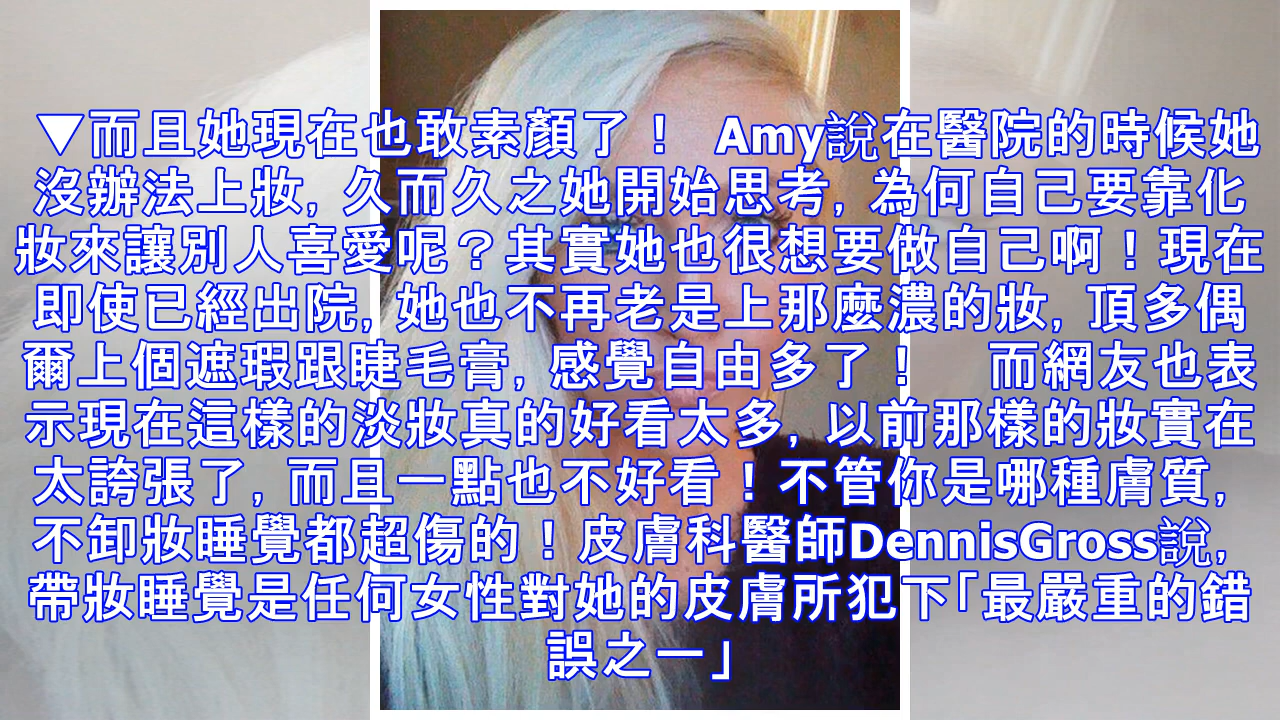 ▼而且她現在也敢素顏了！ Amy說在醫院的時候她
沒辦法上妝, 久而久之她開始思考, 為何自己要靠化
妝來讓別人喜愛呢？其實她也很想要做自己啊！現在
即使已經出院, 她也不再老是上那麼濃的妝, 頂多偶
爾上個遮瑕跟睫毛膏, 感覺自由多了！ 而網友也表
示現在這樣的淡妝真的好看太多, 以前那樣的妝實在
太誇張了, 而且一點也不好看！不管你是哪種膚質,
不卸妝睡覺都超傷的！皮膚科醫師DennisGross說,
帶妝睡覺是任何女性對她的皮膚所犯下「最嚴重的錯
誤之一」